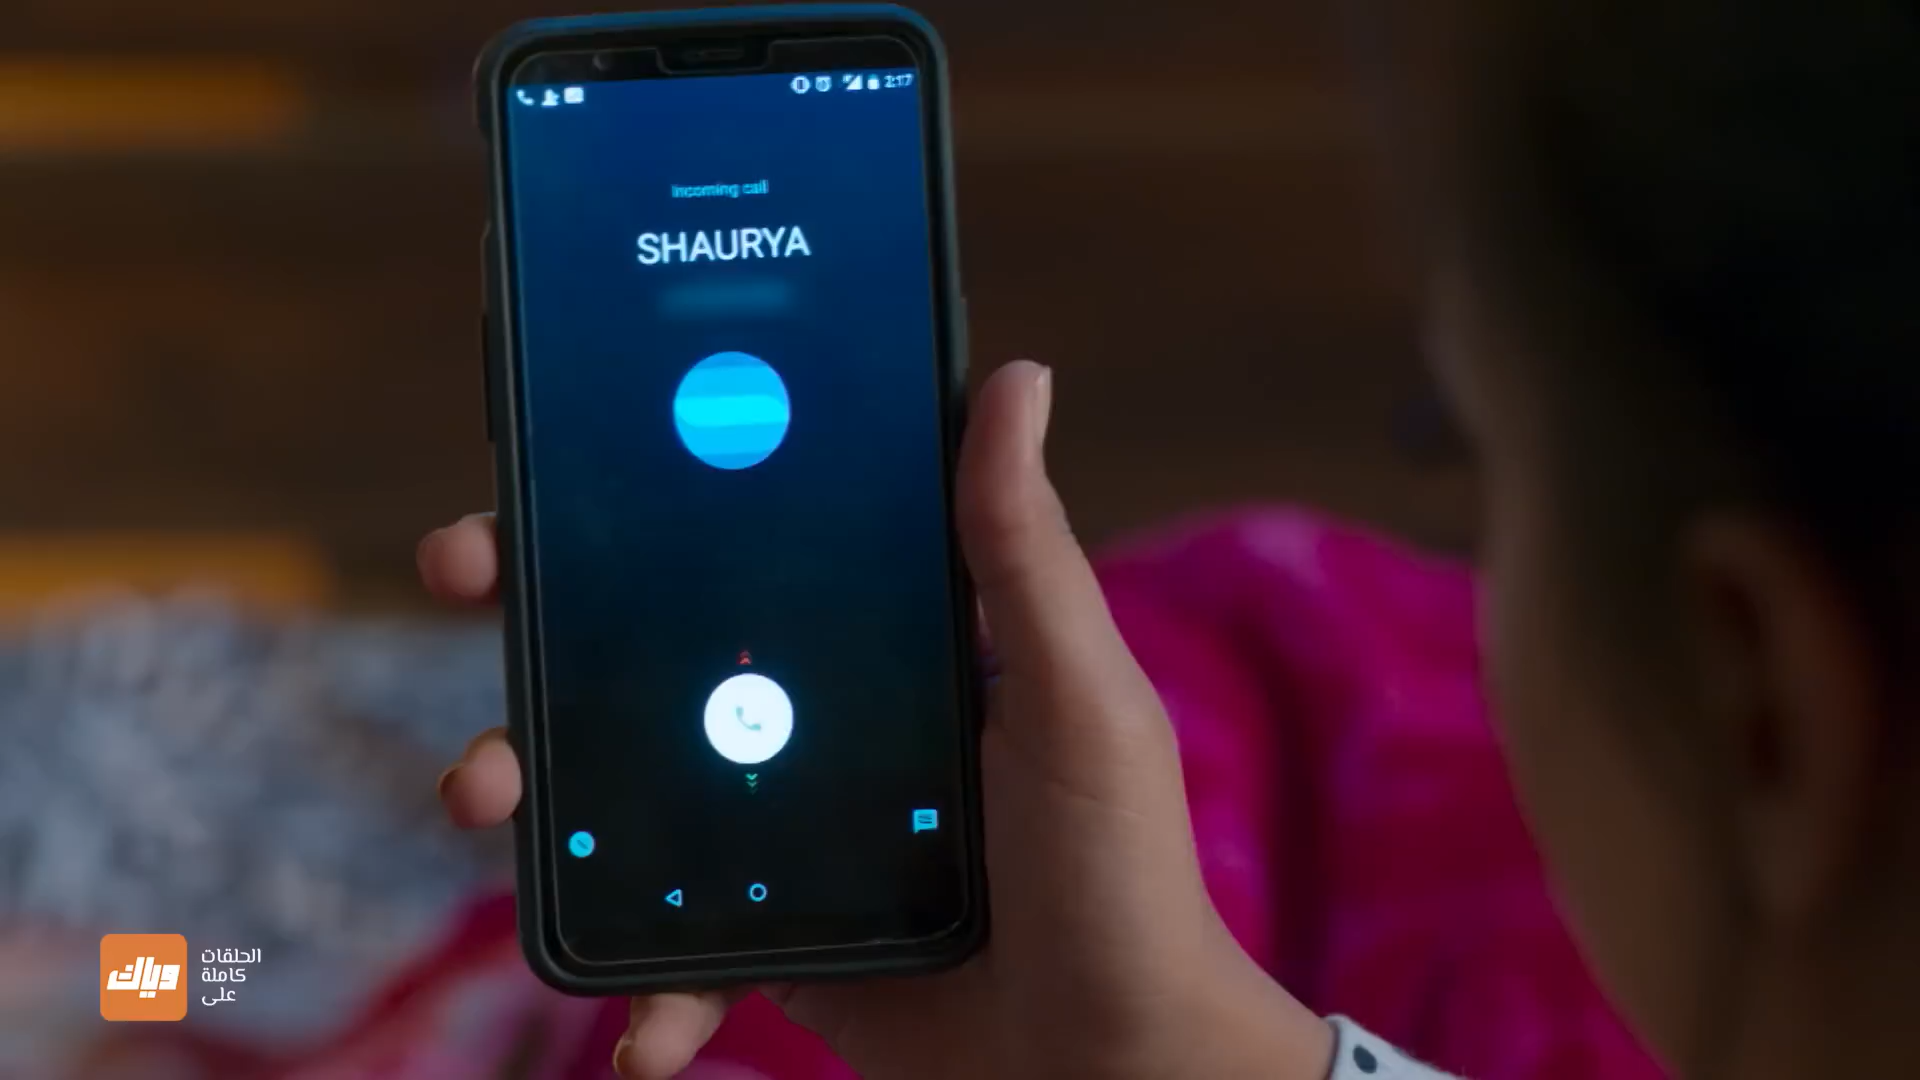 2:17
Incoming call
SHAURYA
وياك
الحلقات
كاملة
على